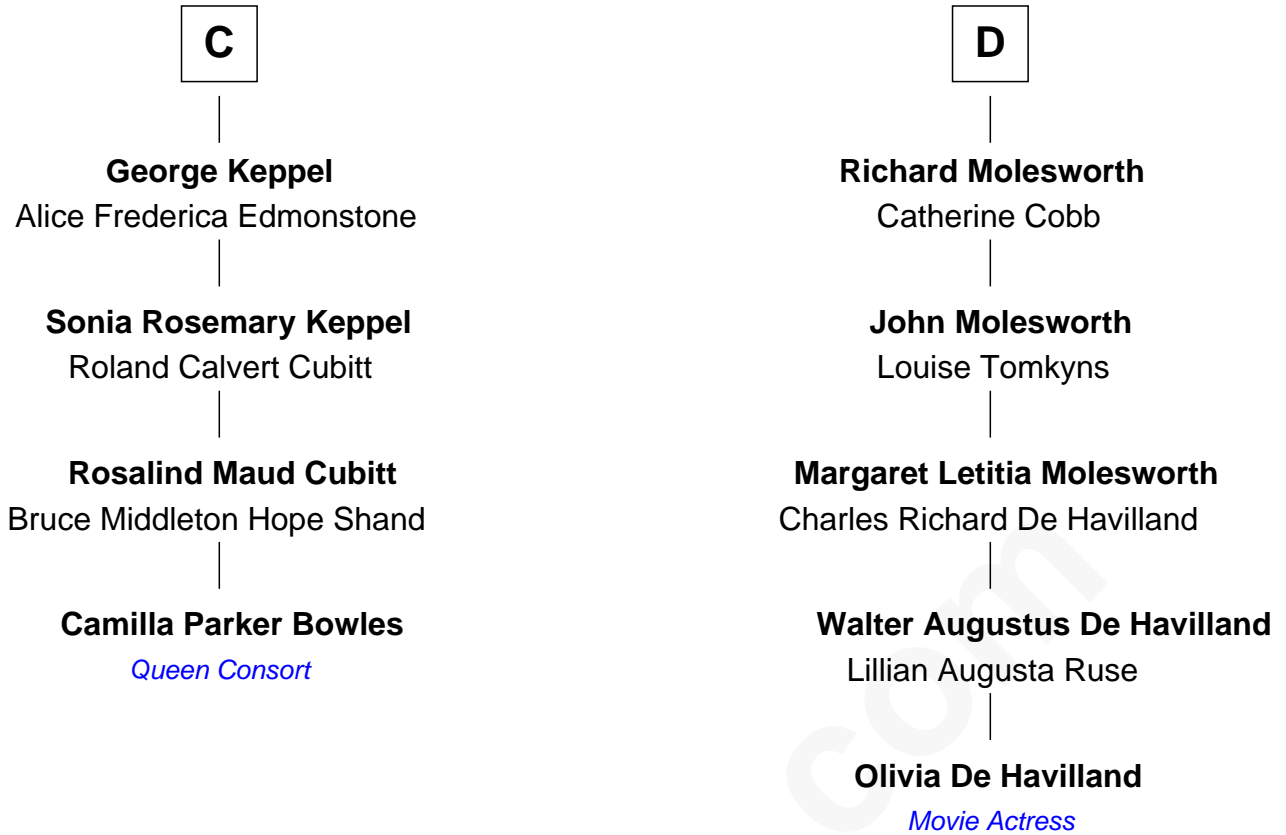 C
George Keppel
Alice Frederica Edmonstone
Sonia Rosemary Keppel
Roland Calvert Cubitt
Rosalind Maud Cubitt
Bruce Middleton Hope Shand
Camilla Parker Bowles
Queen Consort
D
Richard Molesworth
Catherine Cobb
John Molesworth
Louise Tomkyns
Margaret Letitia Molesworth
Charles Richard De Havilland
Walter Augustus De Havilland
Lillian Augusta Ruse
Olivia De Havilland
Movie Actress
com